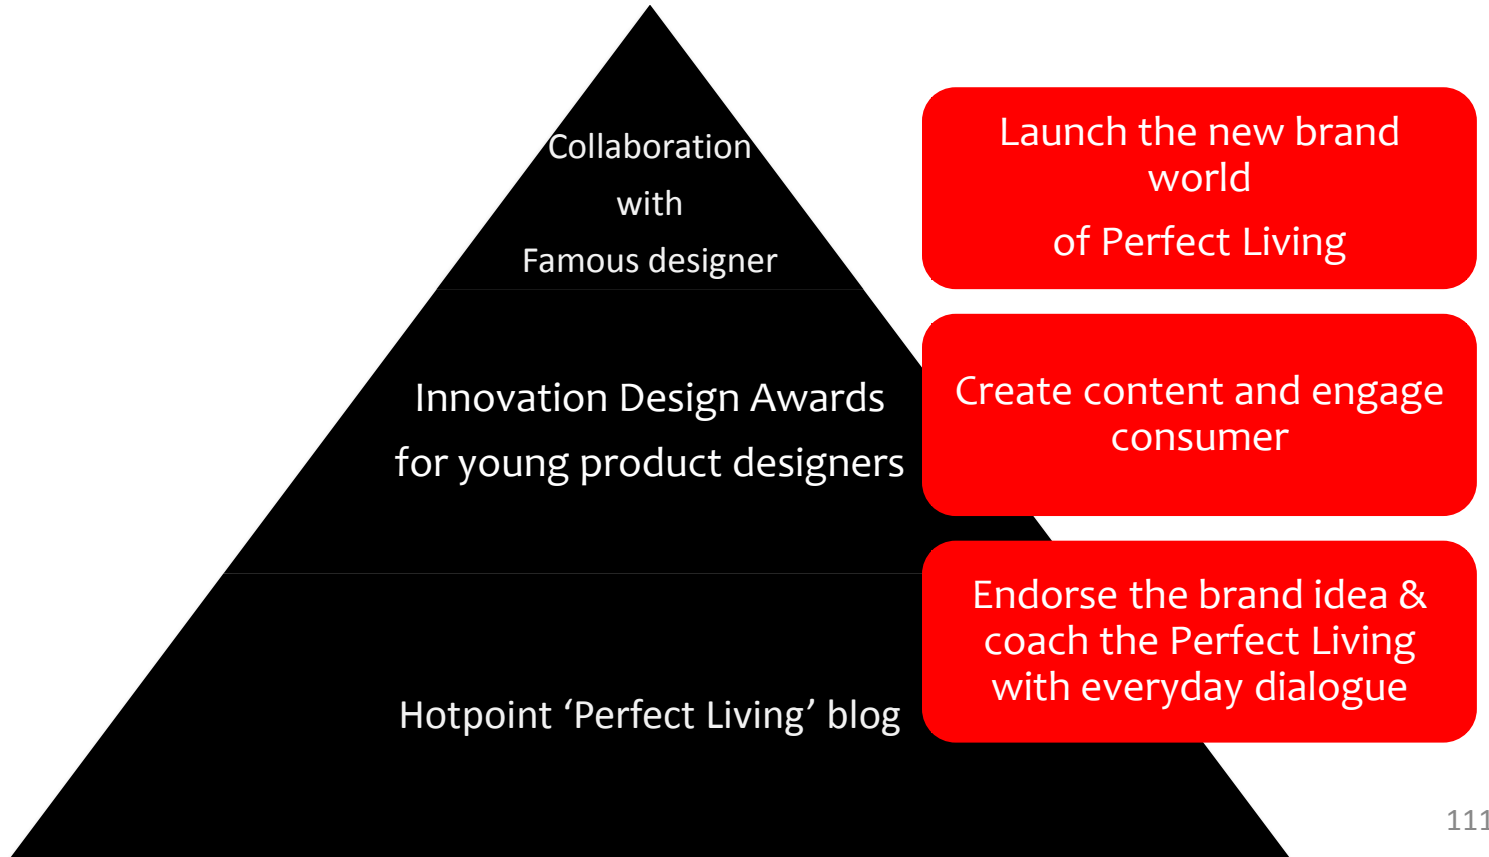 Collaboration
with
Famous designer
Launch the new brand
world
of Perfect Living
Innovation Design Awards
for young product designers
Create content and engage
consumer
Hotpoint ‘Perfect Living’ blog
Endorse the brand idea &
coach the Perfect Living
with everyday dialogue
111